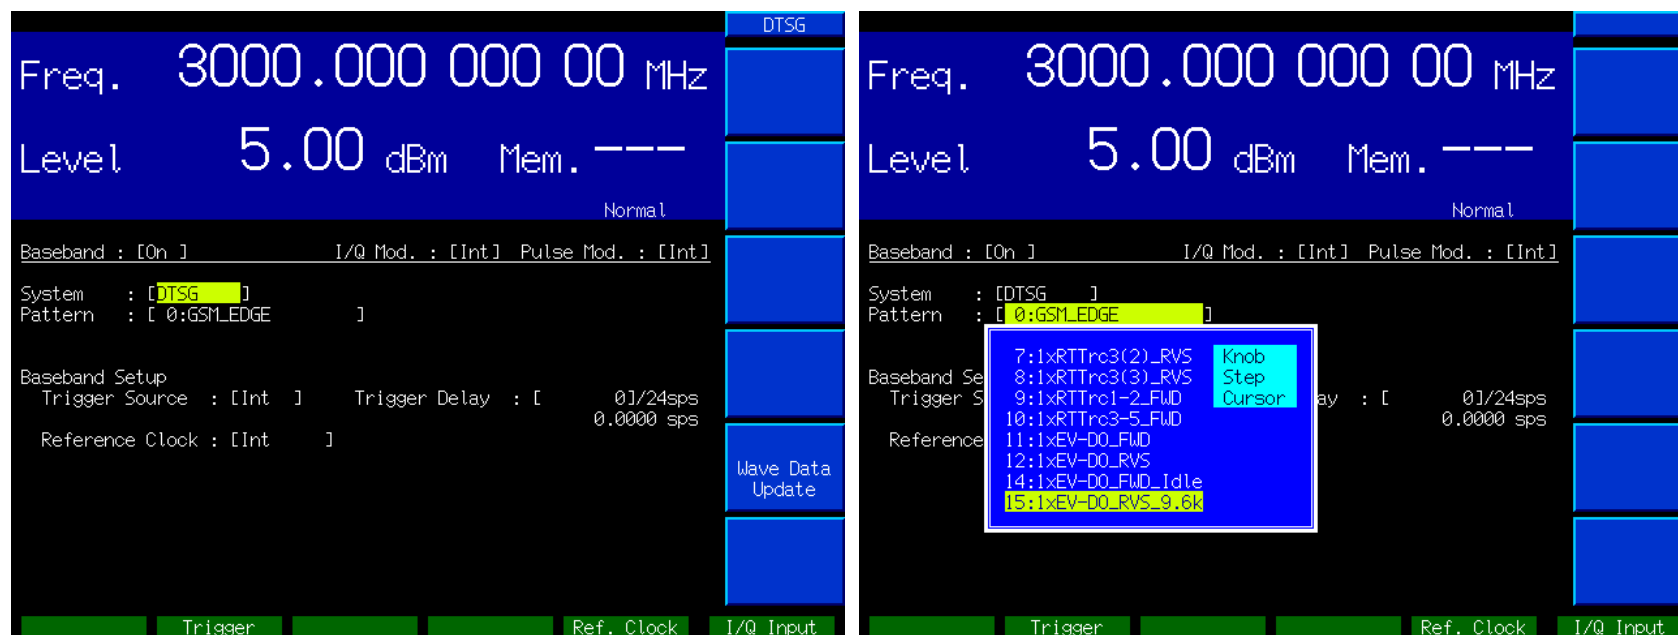 DTSG
Freq. 3000.000 000 00 MHz
Level 5.00 dBm Mem. ---
Normal
Baseband : [On ] I/Q Mod. : [Int] Pulse Mod. : [Int]
System : [DTSG ]
Pattern : [ 0:GSM_EDGE ]
Baseband Setup
Trigger Source : [Int ] Trigger Delay : [ 0]/24sps
0.0000 sps
Reference Clock : [Int ]
Wave Data
Update
Trigger Ref. Clock I/Q Input
Freq. 3000.000 000 00 MHz
Level 5.00 dBm Mem. ---
Normal
Baseband : [On ] I/Q Mod. : [Int] Pulse Mod. : [Int]
System : [DTSG ]
Pattern : [ 0:GSM_EDGE ]
7:1xRTTrc3(2)_RVS Knob
Baseband Se 8:1xRTTrc3(3)_RVS Step
Trigger S 9:1xRTTrc1-2_FWD Cursor ay : [ 0]/24sps
10:1xRTTrc3-5_FWD 0.0000 sps
Reference 11:1xEV-DO_FWD
12:1xEV-DO_RVS
14:1xEV-DO_FWD_Idle
15:1xEV-DO_RVS_9.6k
Trigger Ref. Clock I/Q Input